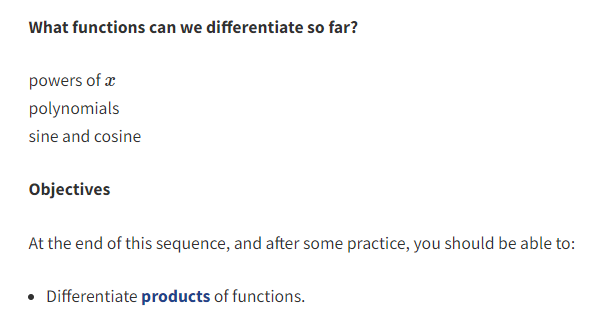 What functions can we differentiate so far?
powers of x
polynomials
sine and cosine
Objectives
At the end of this sequence, and after some practice, you should be able to:
• Differentiate products of functions.